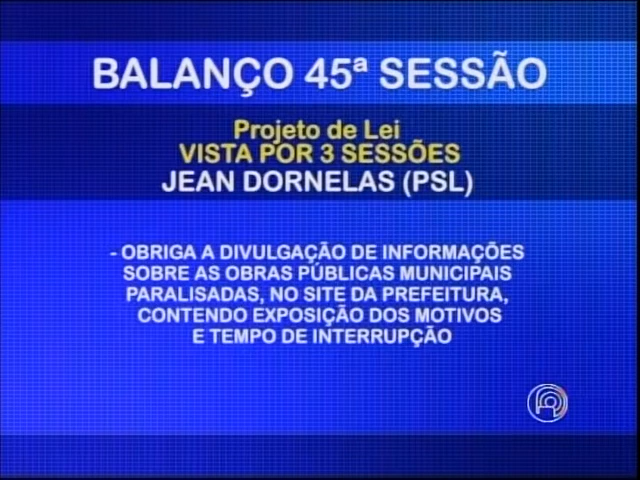 BALANÇO 45ª SESSÃO
Projeto de Lei
VISTA POR 3 SESSÕES
JEAN DORNELAS (PSL)
- OBRIGA A DIVULGAÇÃO DE INFORMAÇÕES
SOBRE AS OBRAS PÚBLICAS MUNICIPAIS
PARALISADAS, NO SITE DA PREFEITURA,
CONTENDO EXPOSIÇÃO DOS MOTIVOS
E TEMPO DE INTERRUPÇÃO